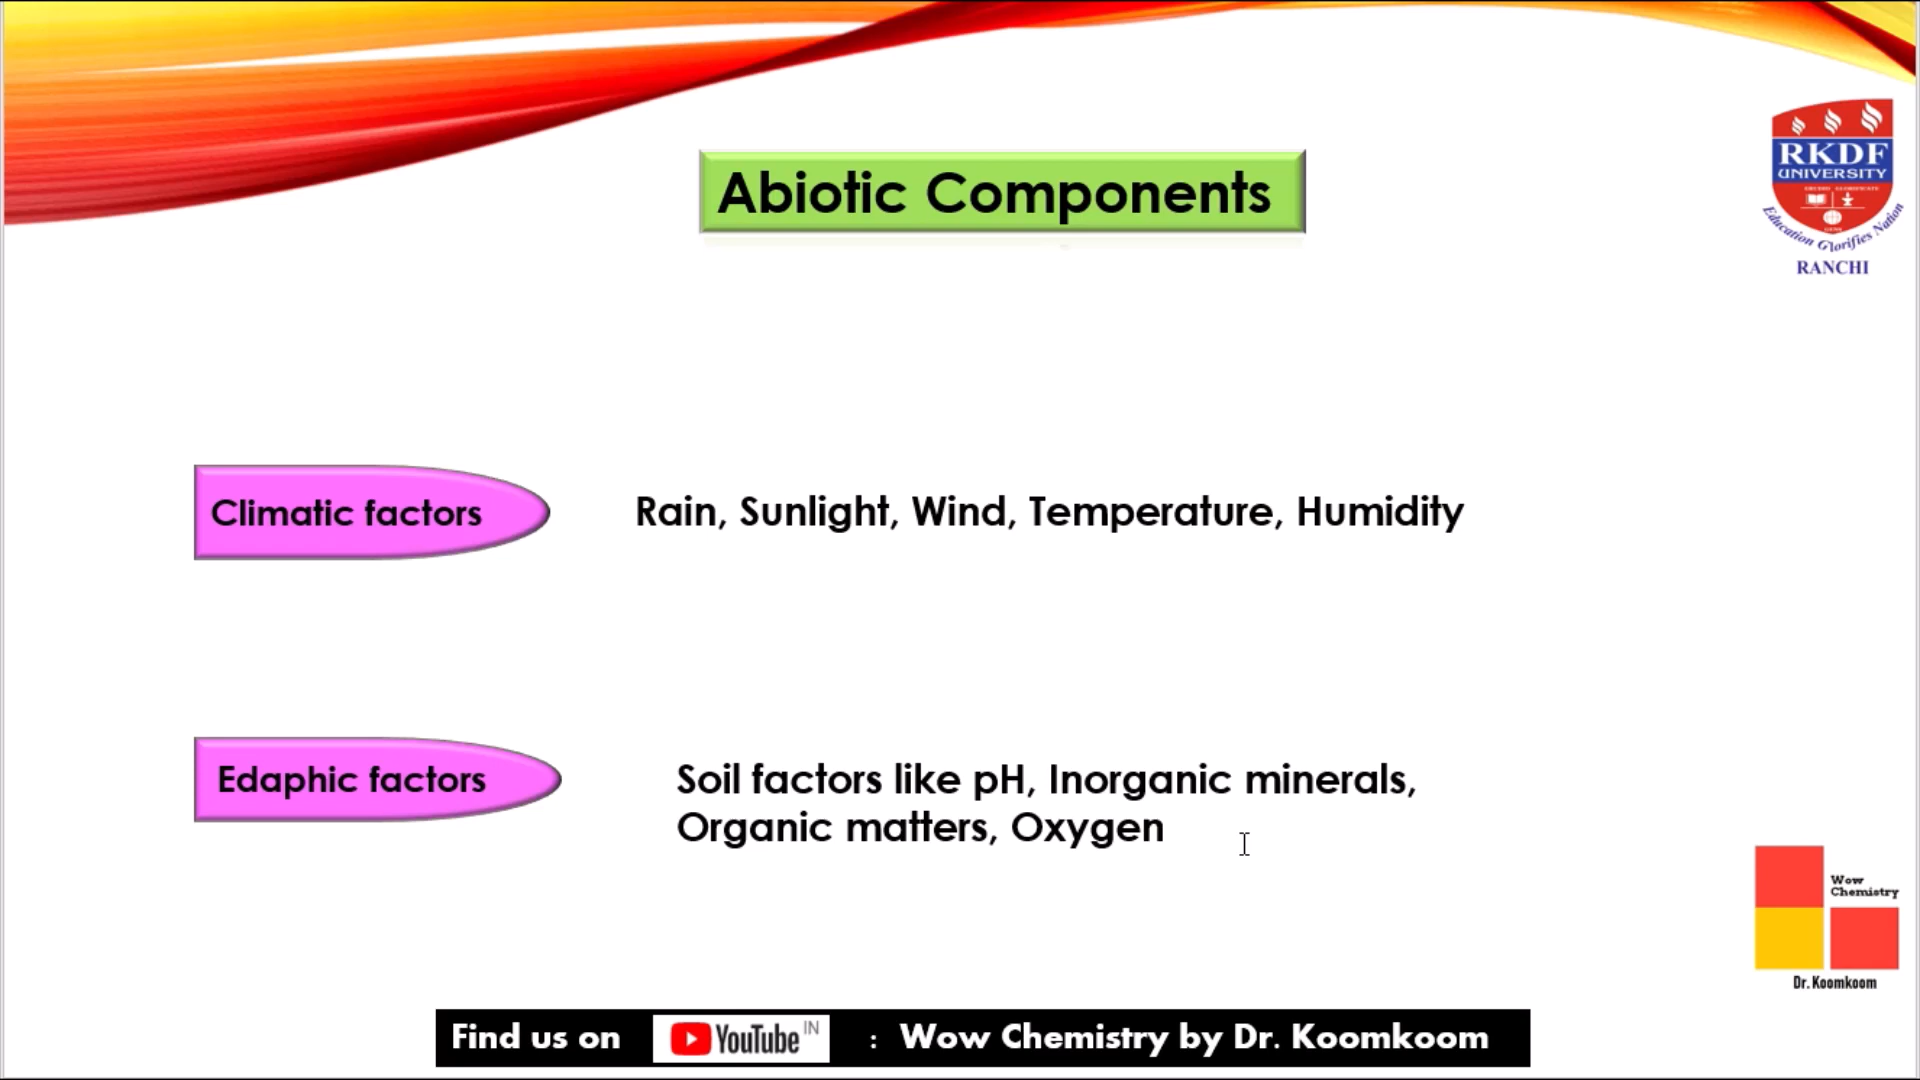 Abiotic Components
RKDF
UNIVERSITY
Education Glorifies Nation
RANCHI
Climatic factors
Rain, Sunlight, Wind, Temperature, Humidity
Edaphic factors
Soil factors like pH, Inorganic minerals,
Organic matters, Oxygen
Wow
Chemistry
Dr. Koomkoom
Find us on YouTube IN : Wow Chemistry by Dr. Koomkoom